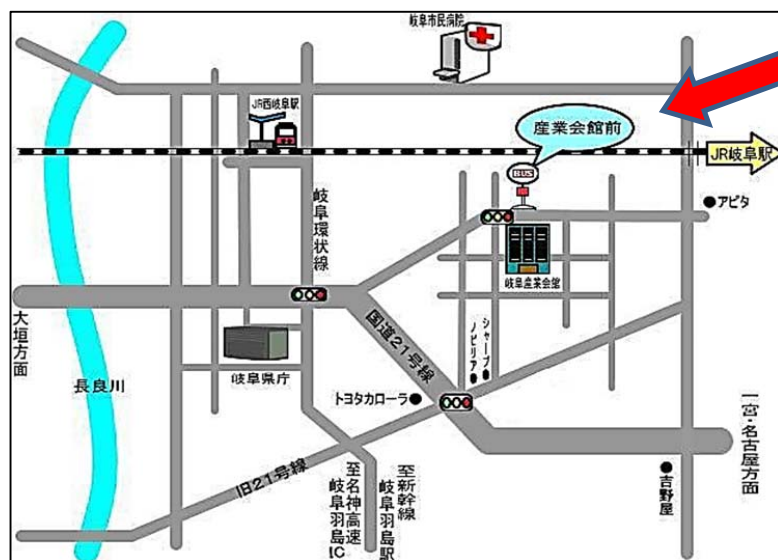 岐阜市民病院
JR西岐阜駅
産業会館前
BUS
JR岐阜駅
アピタ
岐阜環状線
岐阜産業会館
大垣方面
国道21号線
シャープ
ノビリア
長良川
岐阜県庁
トヨタカローラ
一宮・名古屋方面
旧21号線
至名神高速
岐阜羽島IC
至新幹線
岐阜羽島駅
吉野屋